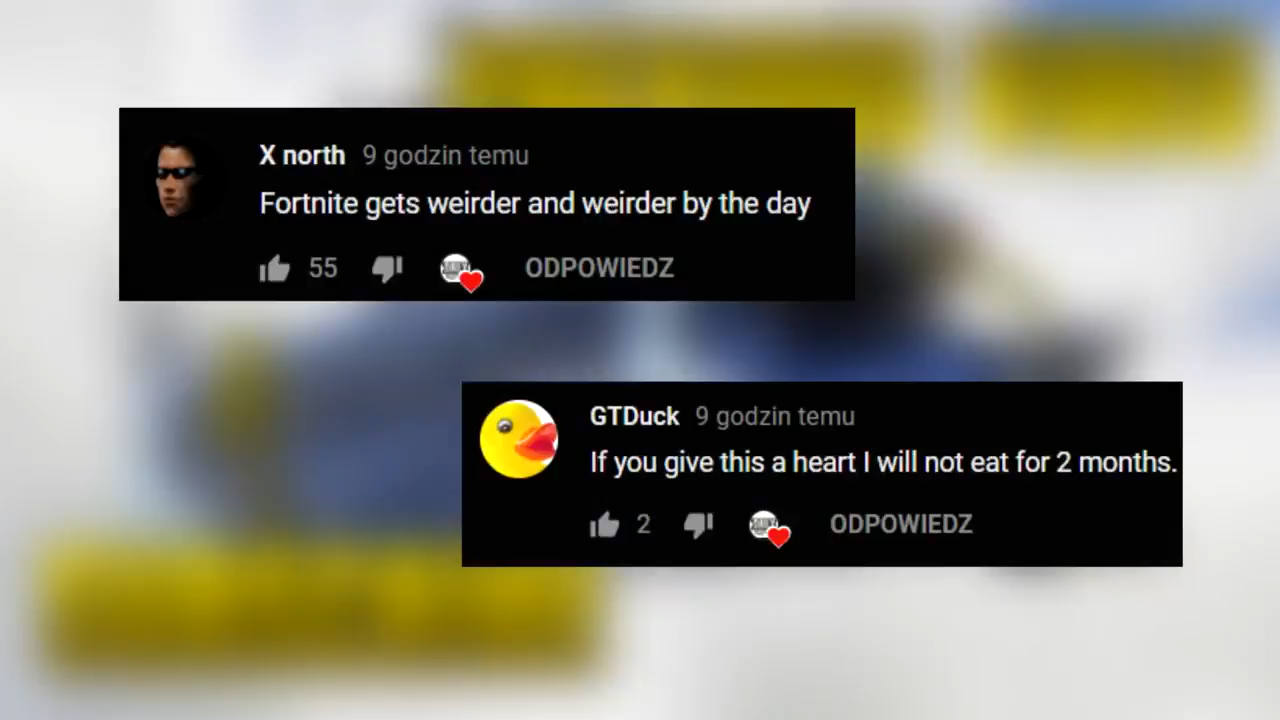 X north 9 godzin temu
Fortnite gets weirder and weirder by the day
55 ODPOWIEDZ
GTDuck 9 godzin temu
If you give this a heart I will not eat for 2 months.
2 ODPOWIEDZ